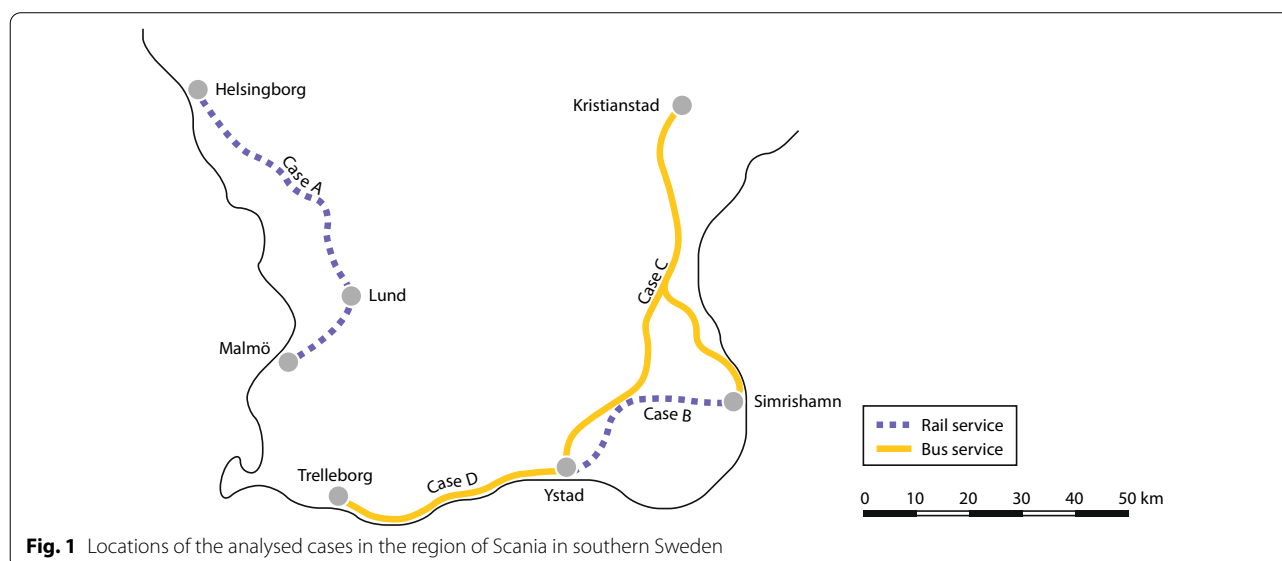 Helsingborg
Kristianstad
Case A
Lund
Case C
Malmö
Simrishamn
Case B
Rail service
Bus service
Trelleborg
Case D
Ystad
0 10 20 30 40 50 km
Fig. 1 Locations of the analysed cases in the region of Scania in southern Sweden